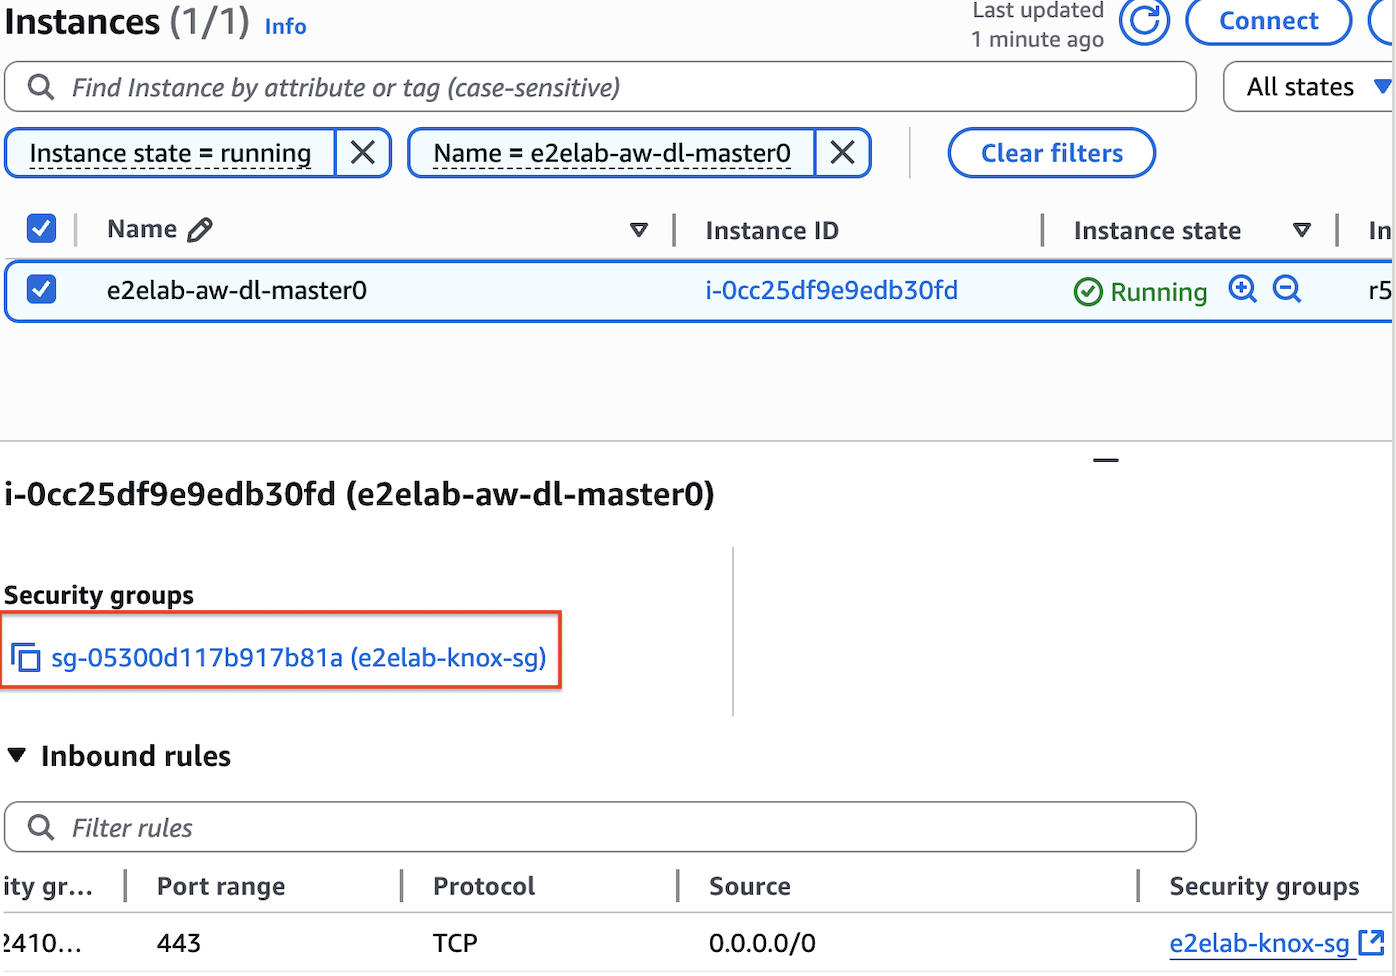 Instances (1/1) Info
Last updated
1 minute ago
Connect
Find Instance by attribute or tag (case-sensitive)
All states
Instance state = running
Name = e2elab-aw-dl-master0
Clear filters
Name Instance ID Instance state In
e2elab-aw-dl-master0 i-0cc25df9e9edb30fd Running r5
i-0cc25df9e9edb30fd (e2elab-aw-dl-master0)
Security groups
sg-05300d117b917b81a (e2elab-knox-sg)
Inbound rules
Filter rules
ity gr... Port range Protocol Source Security groups
2410... 443 TCP 0.0.0.0/0 e2elab-knox-sg